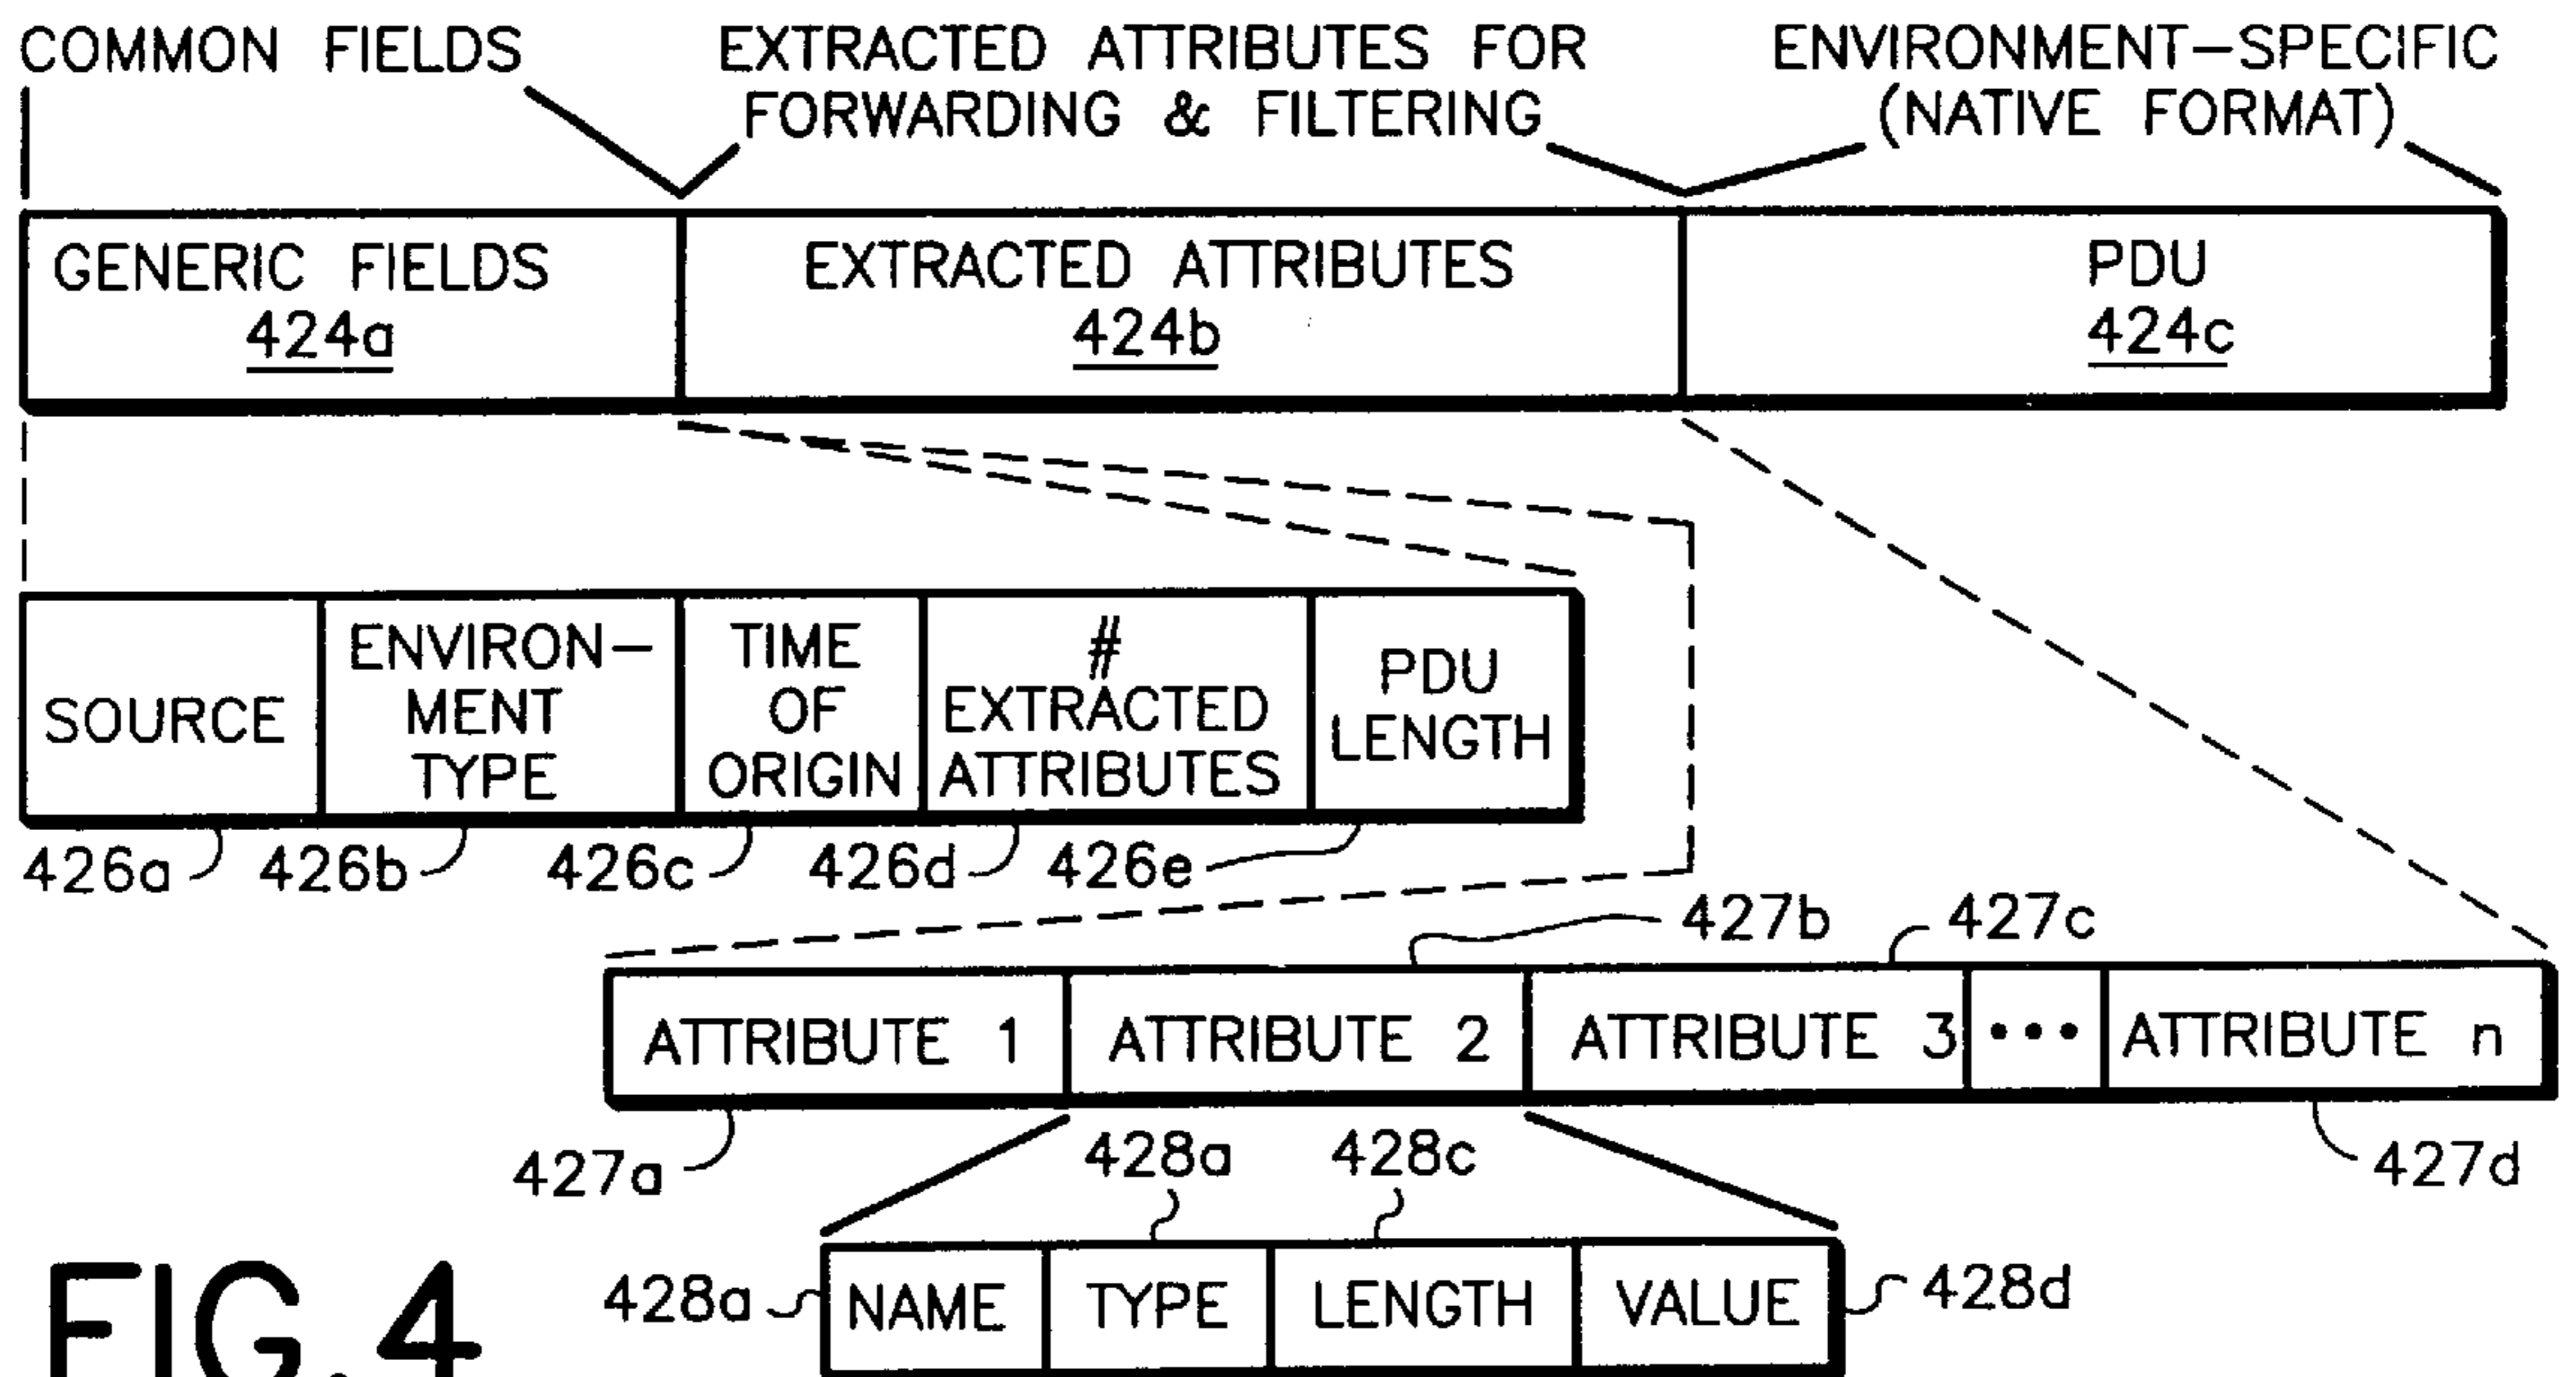 COMMON FIELDS
EXTRACTED ATTRIBUTES FOR
FORWARDING & FILTERING
ENVIRONMENT-SPECIFIC
(NATIVE FORMAT)
GENERIC FIELDS
424a
EXTRACTED ATTRIBUTES
424b
PDU
424c
SOURCE
ENVIRON-
MENT
TYPE
TIME
OF
ORIGIN
#
EXTRACTED
ATTRIBUTES
PDU
LENGTH
426a
426b
426c
426d
426e
427b
427c
ATTRIBUTE 1
ATTRIBUTE 2
ATTRIBUTE 3
•••
ATTRIBUTE n
427a
428a
428c
427d
428a
NAME
TYPE
LENGTH
VALUE
428d
FIG.4